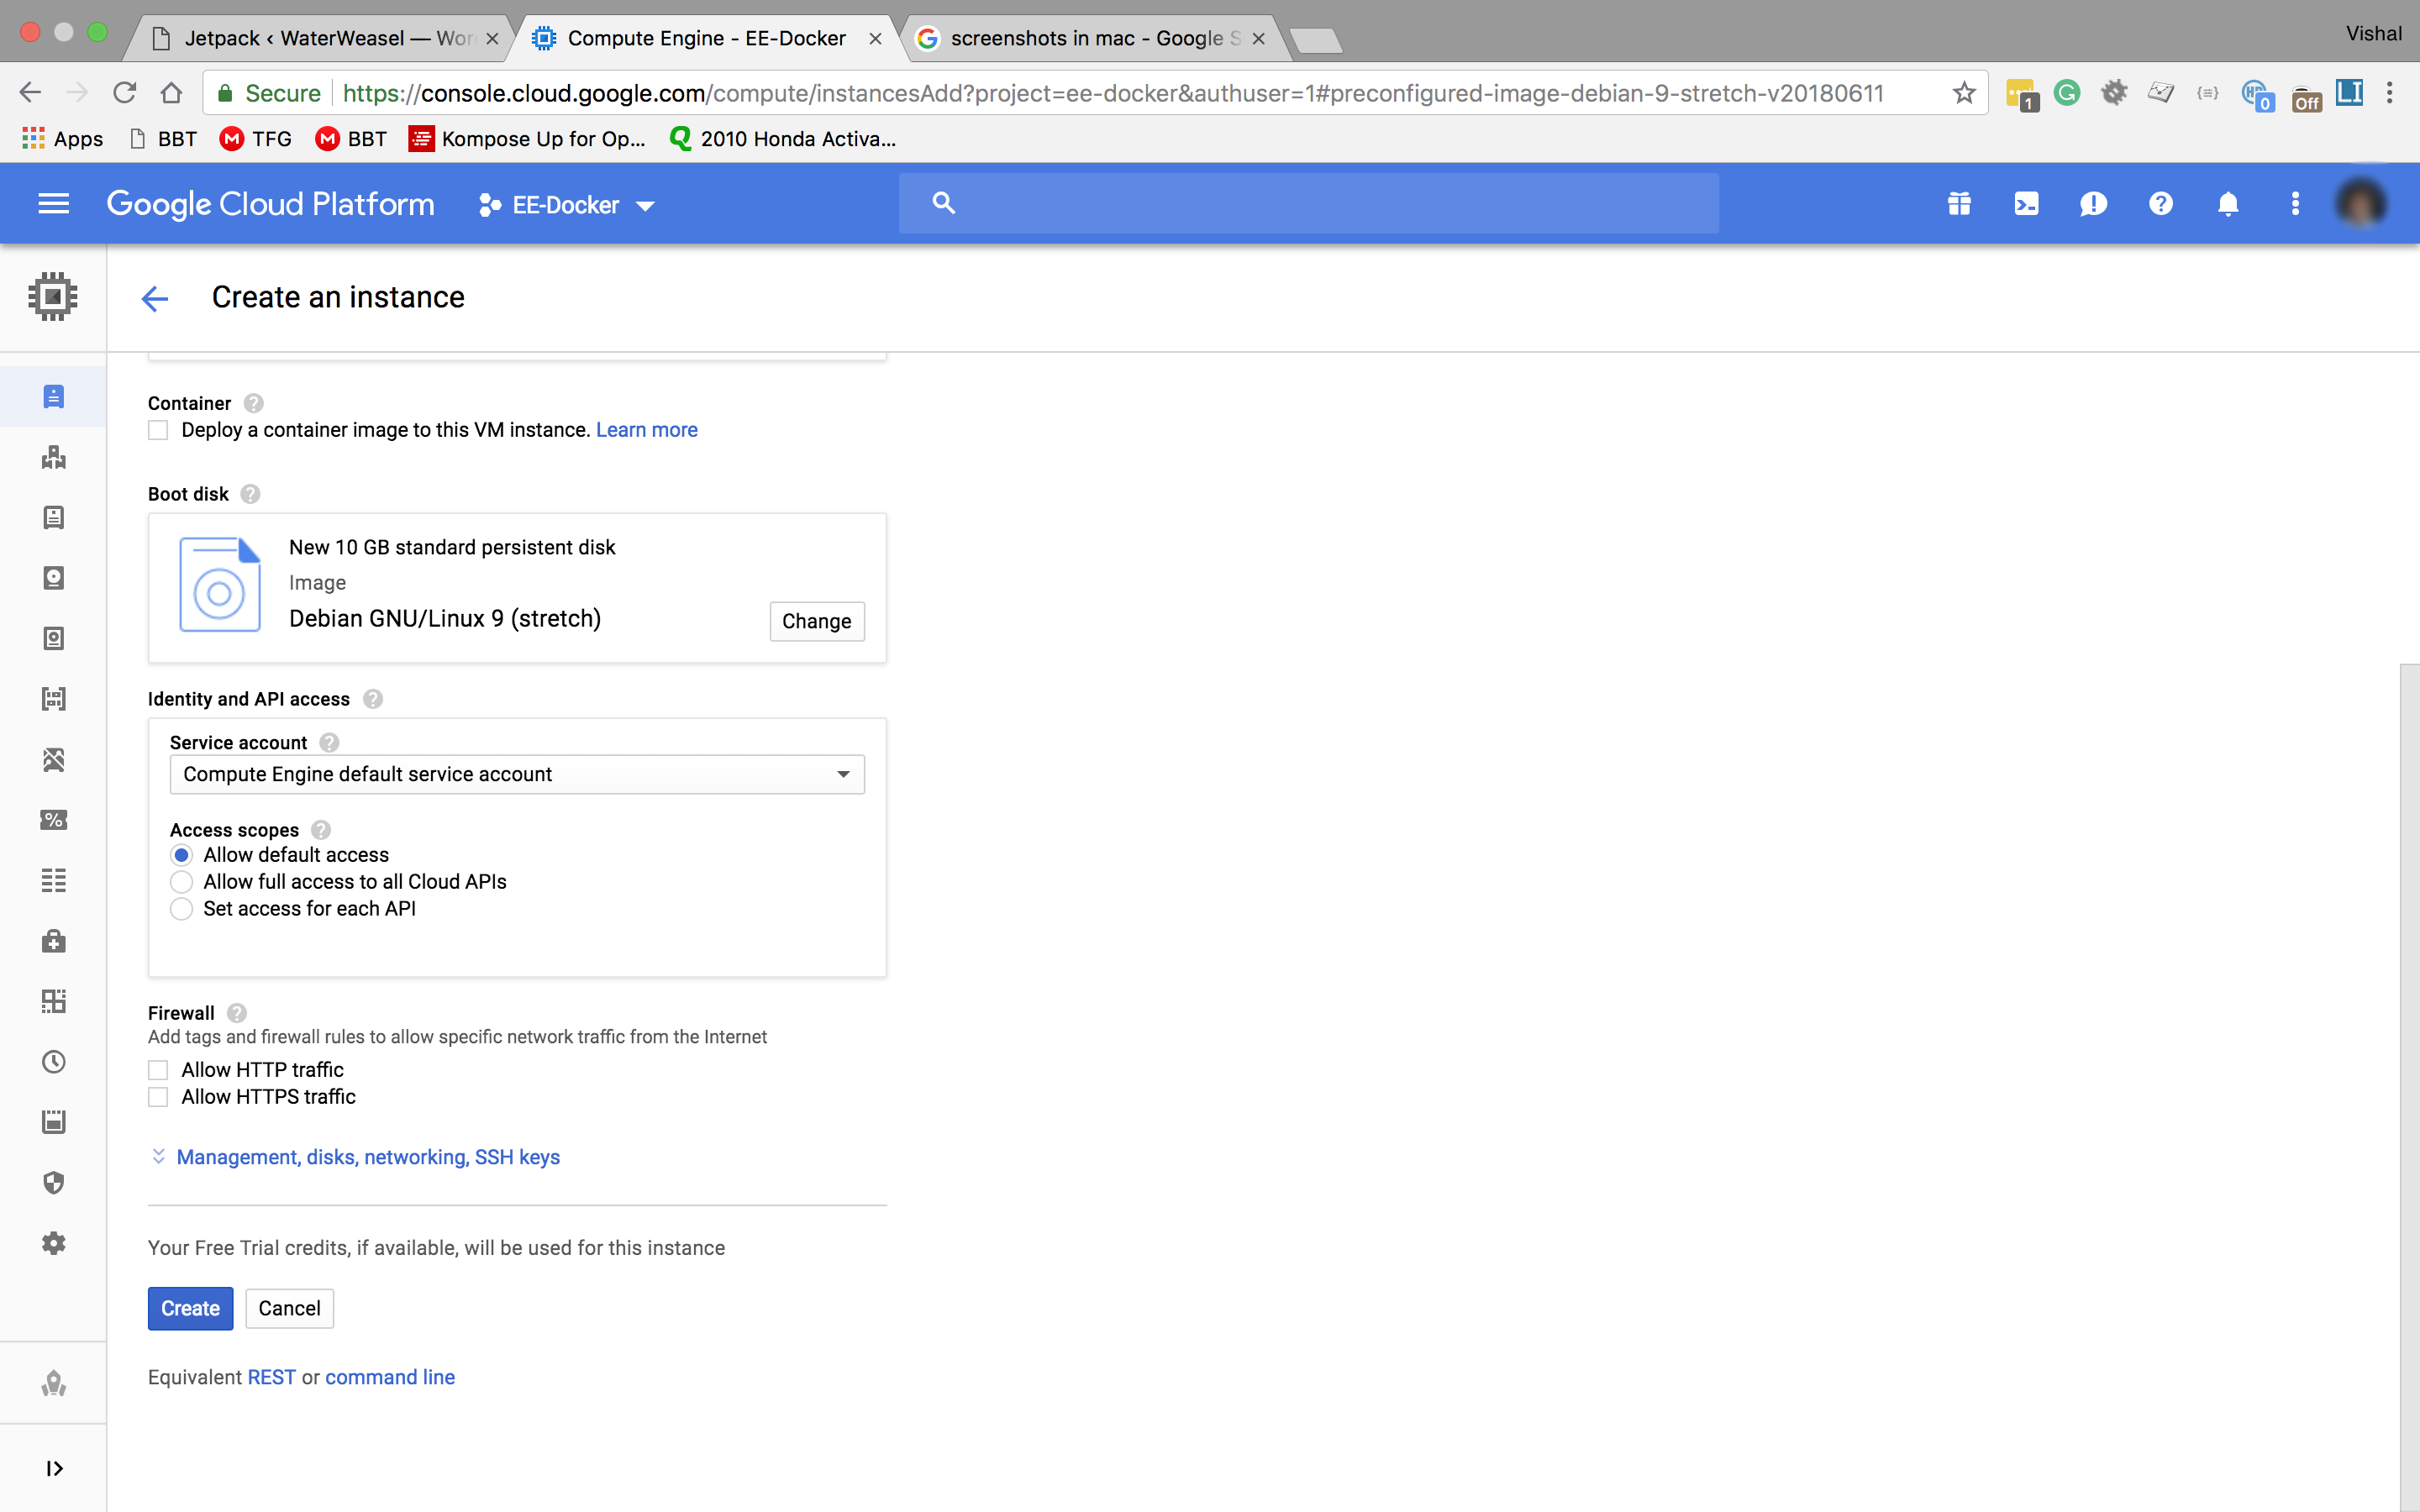 Vishal
Jetpack ‹ WaterWeasel — Wor
Compute Engine - EE-Docker
screenshots in mac - Google S
Secure
https://console.cloud.google.com/compute/instancesAdd?project=ee-docker&authuser=1#preconfigured-image-debian-9-stretch-v20180611
1
0
Off
LI
Apps
BBT
TFG
BBT
Kompose Up for Op...
2010 Honda Activa...
Google Cloud Platform
EE-Docker
Create an instance
Container
Deploy a container image to this VM instance. Learn more
Boot disk
New 10 GB standard persistent disk
Image
Debian GNU/Linux 9 (stretch)
Change
Identity and API access
Service account
Compute Engine default service account
Access scopes
Allow default access
Allow full access to all Cloud APIs
Set access for each API
Firewall
Add tags and firewall rules to allow specific network traffic from the Internet
Allow HTTP traffic
Allow HTTPS traffic
Management, disks, networking, SSH keys
Your Free Trial credits, if available, will be used for this instance
Create
Cancel
Equivalent REST or command line